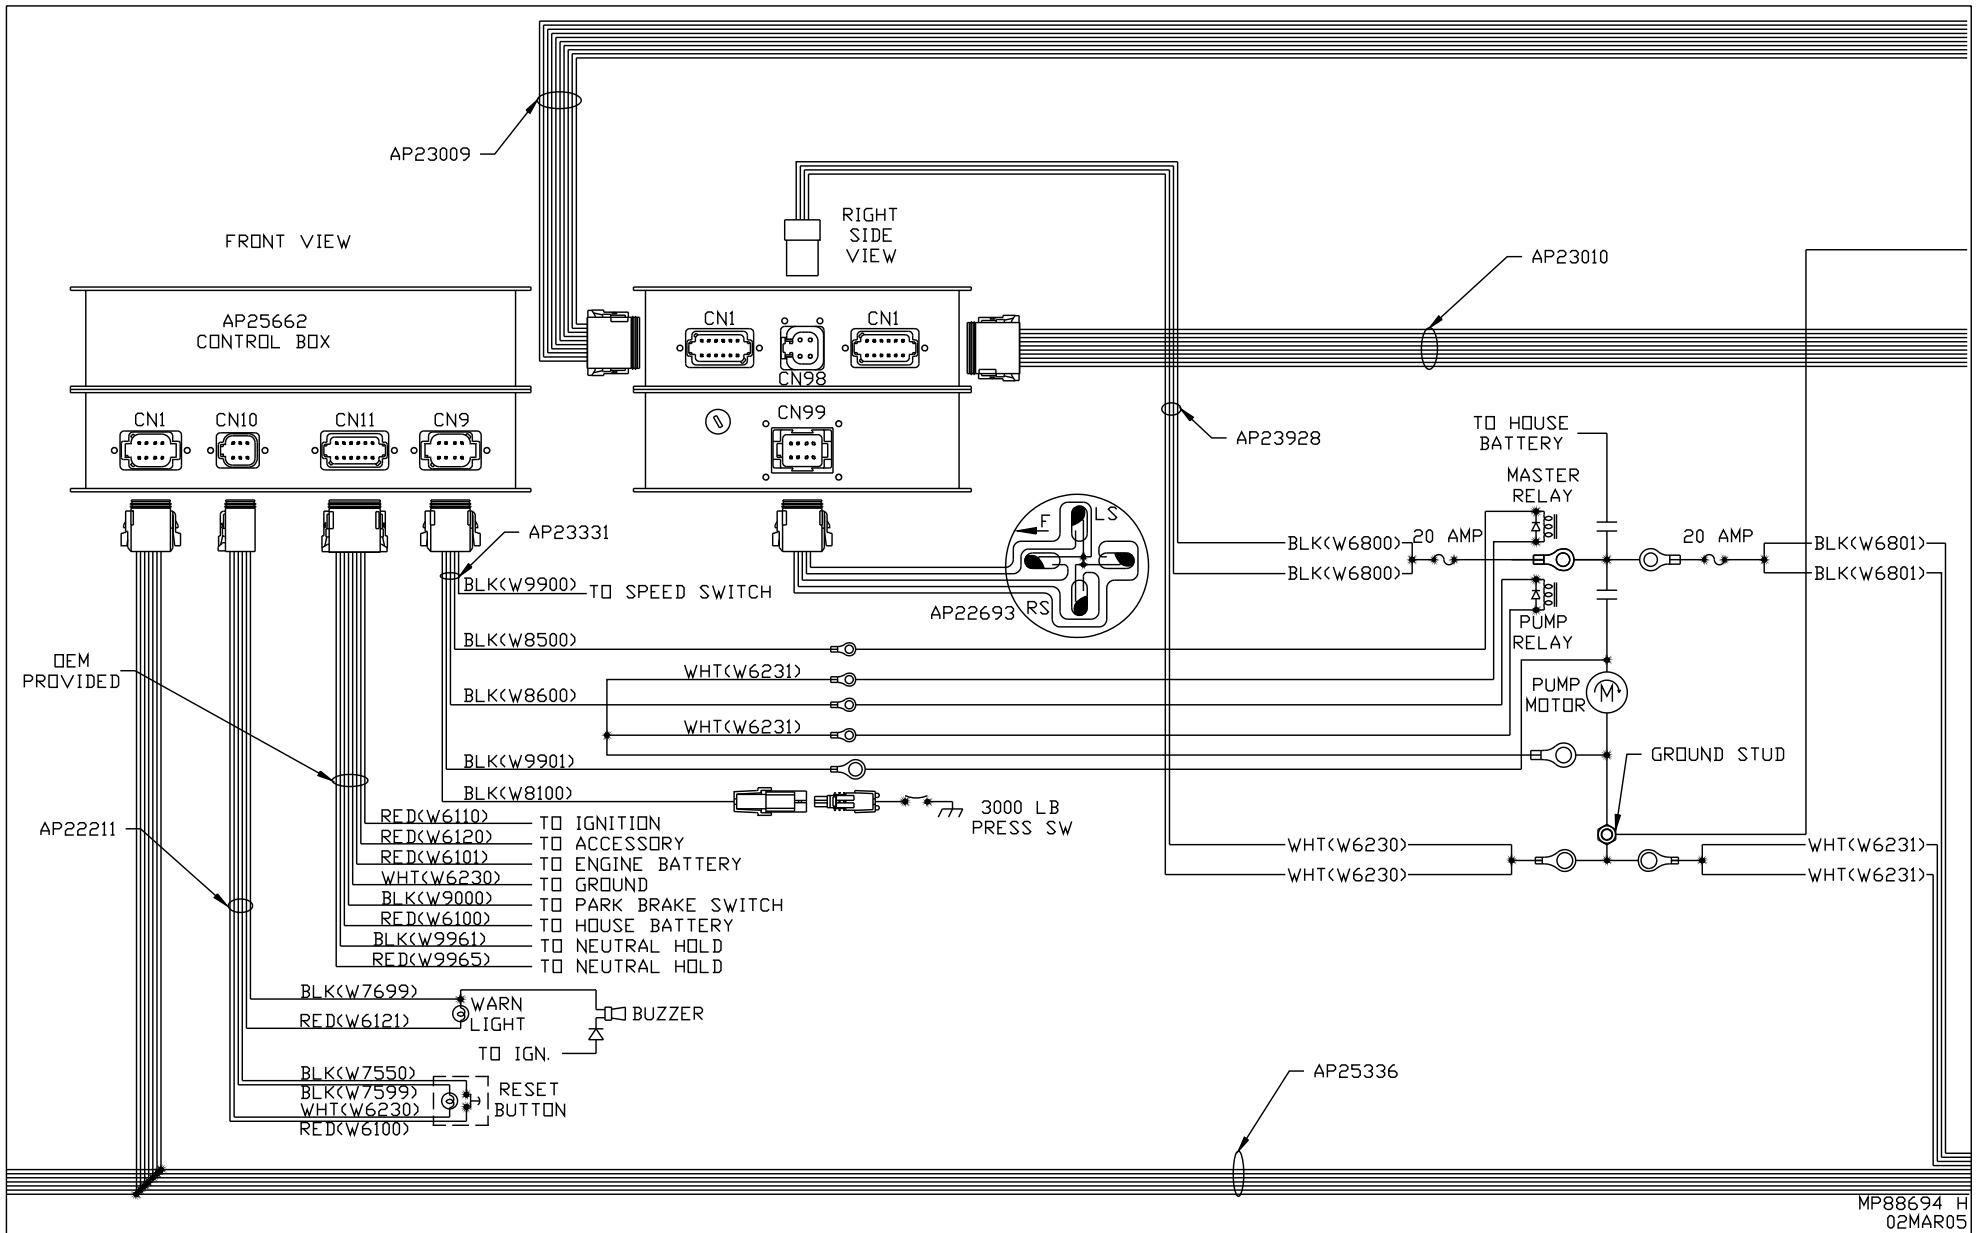 AP23009
RIGHT
SIDE
VIEW
FRONT VIEW
AP23010
AP25662
CONTROL BOX
CN1
CN98
CN1
CN1
CN10
CN11
CN9
CN99
AP23928
TO HOUSE
BATTERY
MASTER
RELAY
AP23331
F
LS
RS
AP22693
BLK(W6800)
BLK(W6800)
20 AMP
20 AMP
BLK(W6801)
BLK(W6801)
BLK(W9900)
TO SPEED SWITCH
PUMP
RELAY
BLK(W8500)
OEM
PROVIDED
WHT(W6231)
BLK(W8600)
PUMP
MOTOR
M
WHT(W6231)
BLK(W9901)
GROUND STUD
BLK(W8100)
3000 LB
PRESS SW
RED(W6110) TO IGNITION
RED(W6120) TO ACCESSORY
RED(W6101) TO ENGINE BATTERY
WHT(W6230) TO GROUND
BLK(W9000) TO PARK BRAKE SWITCH
RED(W6100) TO HOUSE BATTERY
BLK(W9961) TO NEUTRAL HOLD
RED(W9965) TO NEUTRAL HOLD
AP22211
WHT(W6230)
WHT(W6230)
WHT(W6231)
WHT(W6231)
BLK(W7699)
RED(W6121)
WARN
LIGHT
BUZZER
TO IGN.
BLK(W7550)
BLK(W7599)
WHT(W6230)
RED(W6100)
RESET
BUTTON
AP25336
MP88694 H
02MAR05